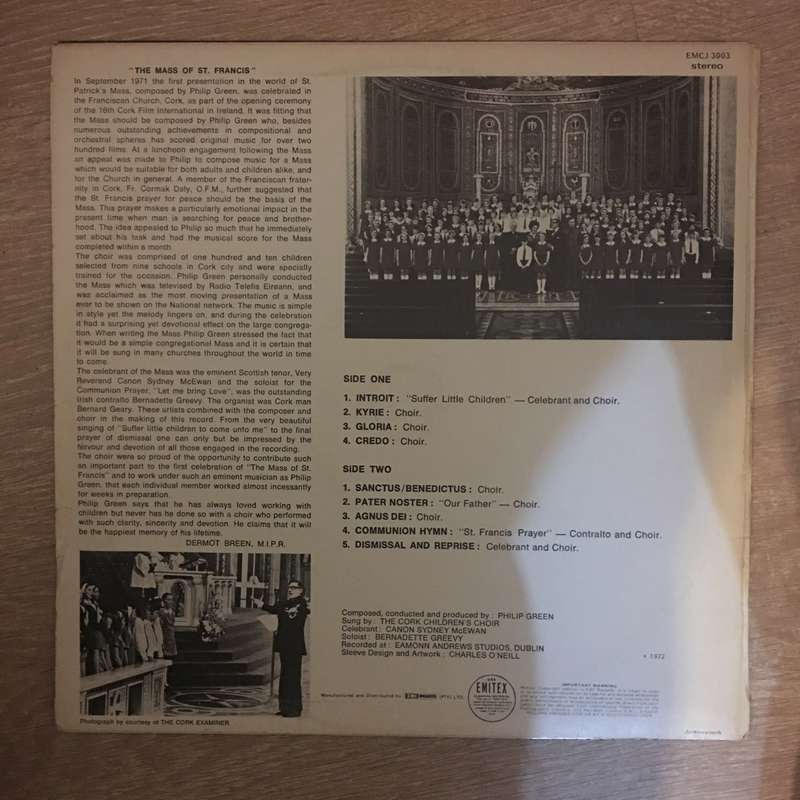 EMCJ 3003
stereo
"THE MASS OF ST. FRANCIS"
In September 1971 the first presentation in the world of St.
Patrick's Mass, composed by Philip Green, was celebrated in
the Franciscan Church, Cork, as part of the opening ceremony
of the 16th Cork Film International in Ireland. It was fitting that
the Mass should be composed by Philip Green who, besides
numerous outstanding achievements in compositional and
orchestral spheres has scored original music for over two
hundred films. At a luncheon engagement following the Mass
an appeal was made to Philip to compose music for a Mass
which would be suitable for both adults and children alike, and
for the Church in general. A member of the Franciscan frater-
nity in Cork, Fr. Cormak Daly, O.F.M., further suggested that
the St. Francis prayer for peace should be the basis of the
Mass. This prayer makes a particularly emotional impact in the
present time when man is searching for peace and brother-
hood. The idea appealed to Philip so much that he immediately
set about his task and had the musical score for the Mass
completed within a month
The choir was comprised of one hundred and ten children
selected from nine schools in Cork city and were specially
trained for the occasion. Philip Green personally conducted
the Mass which was televised by Radio Telefis Eireann, and
was acclaimed as the most moving presentation of a Mass
ever to be shown on the National network. The music is simple
in style yet the melody lingers on, and during the celebration
it had a surprising yet devotional effect on the large congrega-
tion. When writing the Mass Philip Green stressed the fact that
it would be a simple congregational Mass and it is certain that
it will be sung in many churches throughout the world in time
to come.
The celebrant of the Mass was the eminent Scottish tenor, Very
Reverend Canon Sydney McEwan and the soloist for the
Communion Prayer, "Let me bring Love", was the outstanding
Irish contralto Bernadette Greevy. The organist was Cork man
Bernard Geary. These artists combined with the composer and
choir in the making of this record. From the very beautiful
singing of "Suffer little children to come unto me" to the final
prayer of dismissal one can only but be impressed by the
fervour and devotion of all those engaged in the recording.
The choir were so proud of the opportunity to contribute such
an important part to the first celebration of "The Mass of St.
Francis" and to work under such an eminent musician as Philip
Green, that each individual member worked almost incessantly
for weeks in preparation.
Philip Green says that he has always loved working with
children but never has he done so with a choir who performed
with such clarity, sincerity and devotion. He claims that it will
be the happiest memory of his lifetime.
DERMOT BREEN, M.I.P.R.
Photograph by courtesy of THE CORK EXAMINER
SIDE ONE
1. INTROIT: "Suffer Little Children" — Celebrant and Choir.
2. KYRIE: Choir.
3. GLORIA: Choir.
4. CREDO: Choir.
SIDE TWO
1. SANCTUS/BENEDICTUS: Choir.
2. PATER NOSTER: "Our Father" — Choir.
3. AGNUS DEI: Choir.
4. COMMUNION HYMN: "St. Francis Prayer" — Contralto and Choir.
5. DISMISSAL AND REPRISE: Celebrant and Choir.
Composed, conducted and produced by: PHILIP GREEN
Sung by: THE CORK CHILDREN'S CHOIR
Celebrant: CANON SYDNEY McEWAN
Soloist: BERNADETTE GREEVY
Recorded at: EAMONN ANDREWS STUDIOS, DUBLIN
Sleeve Design and Artwork: CHARLES O'NEILL
1972
Manufactured and Distributed by EMI (PTY) LTD.
USE
EMITEX
IMPORTANT WARNING